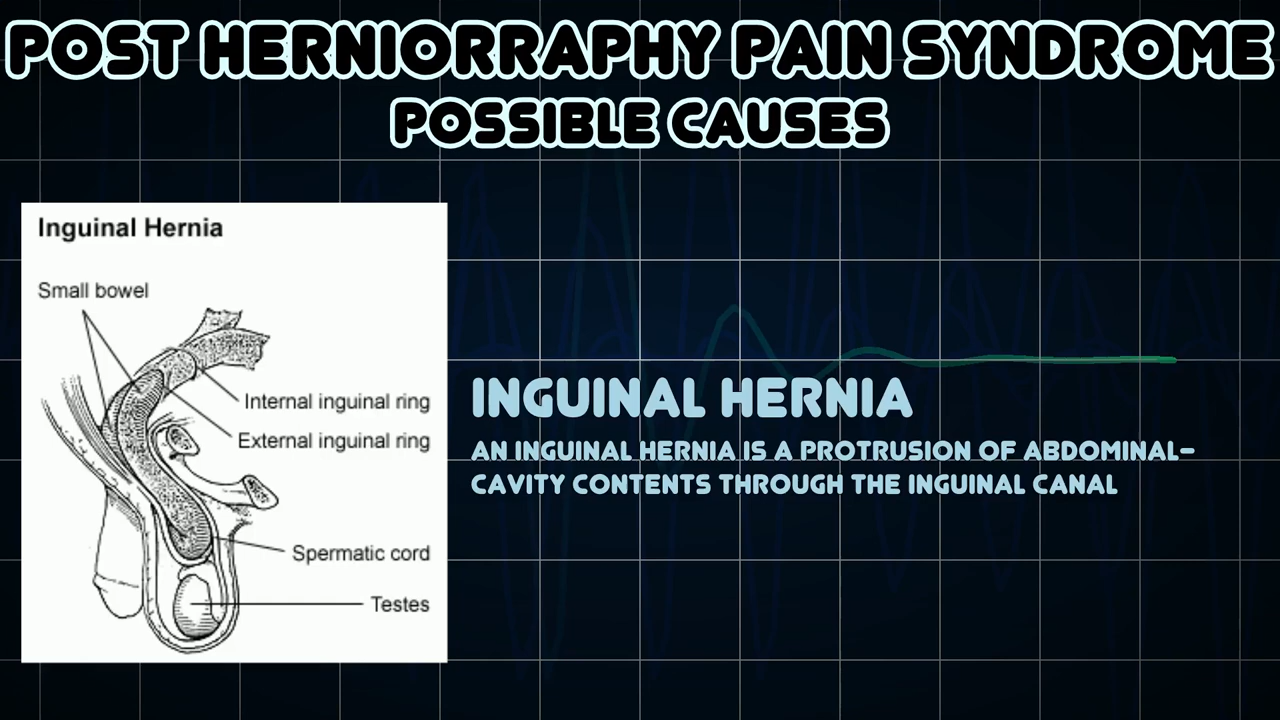 POST HERNIORRAPHY PAIN SYNDROME
POSSIBLE CAUSES
Inguinal Hernia
Small bowel
Internal inguinal ring
External inguinal ring
Spermatic cord
Testes
INGUINAL HERNIA
AN INGUINAL HERNIA IS A PROTRUSION OF ABDOMINAL-
CAVITY CONTENTS THROUGH THE INGUINAL CANAL